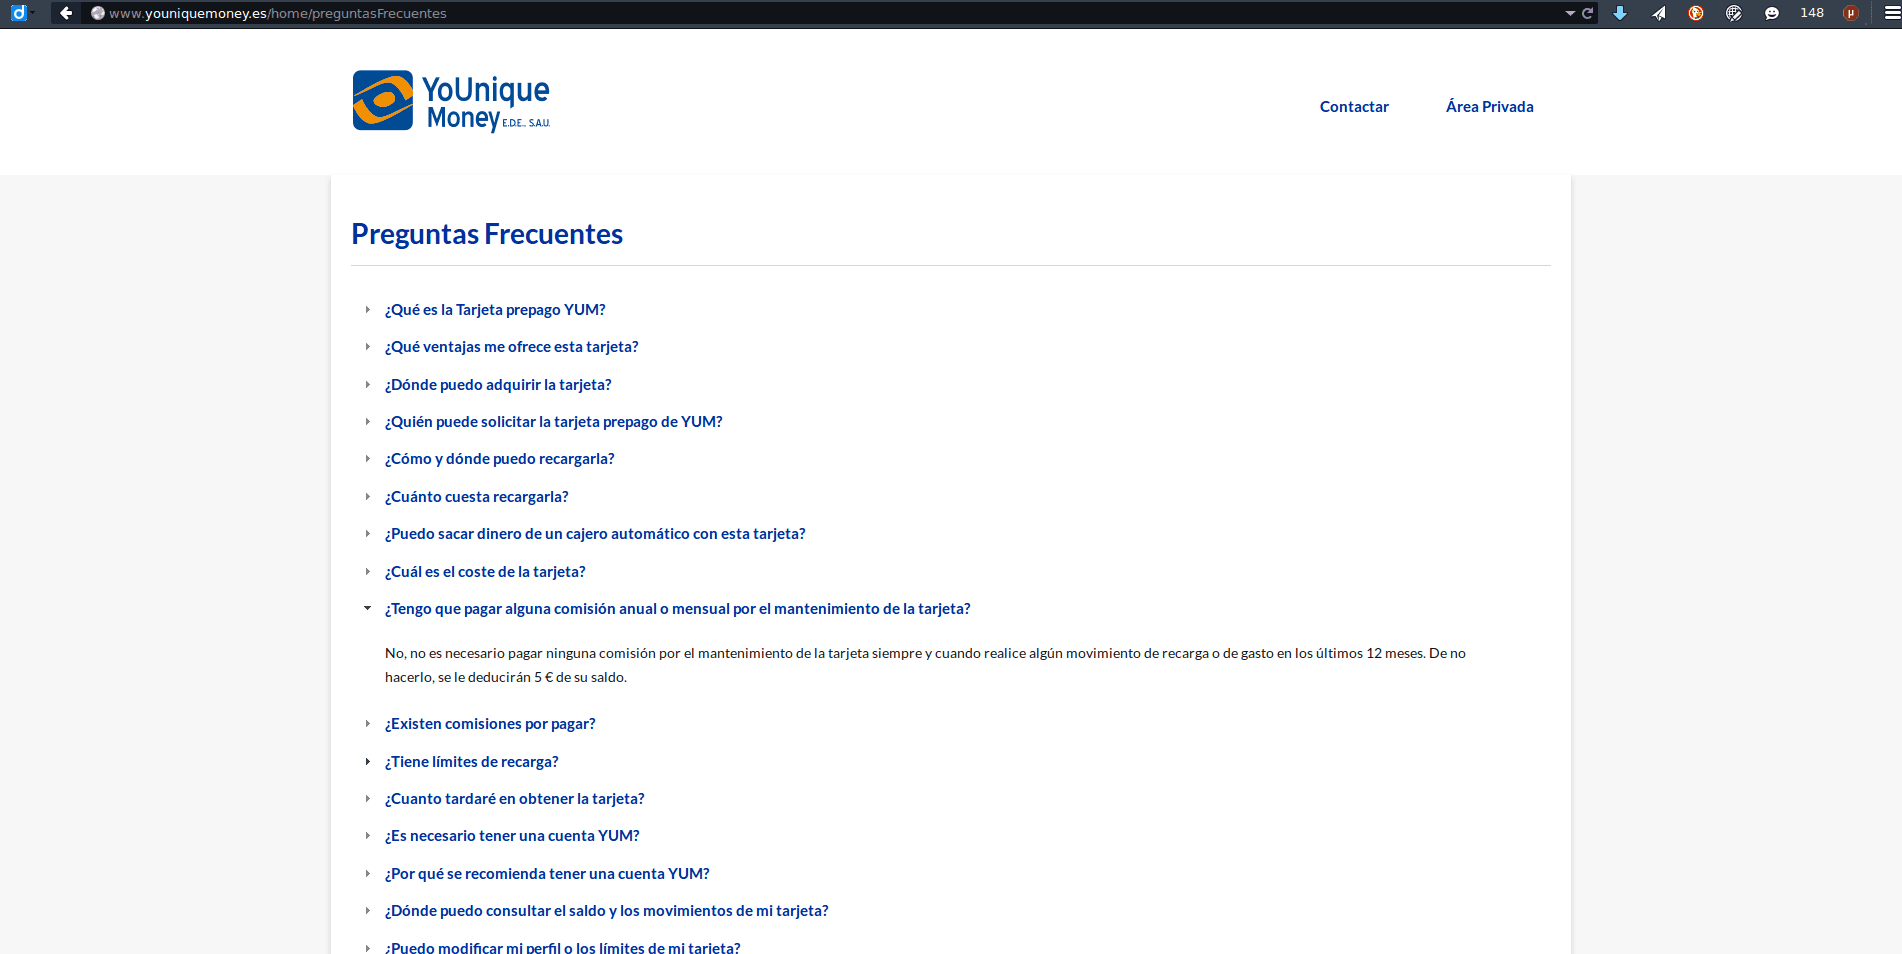 www.youniquemoney.es/home/preguntasFrecuentes
148
YoUnique
Money E.D.E., S.A.U.
Contactar
Área Privada
Preguntas Frecuentes
¿Qué es la Tarjeta prepago YUM?
¿Qué ventajas me ofrece esta tarjeta?
¿Dónde puedo adquirir la tarjeta?
¿Quién puede solicitar la tarjeta prepago de YUM?
¿Cómo y dónde puedo recargarla?
¿Cuánto cuesta recargarla?
¿Puedo sacar dinero de un cajero automático con esta tarjeta?
¿Cuál es el coste de la tarjeta?
¿Tengo que pagar alguna comisión anual o mensual por el mantenimiento de la tarjeta?
No, no es necesario pagar ninguna comisión por el mantenimiento de la tarjeta siempre y cuando realice algún movimiento de recarga o de gasto en los últimos 12 meses. De no
hacerlo, se le deducirán 5 € de su saldo.
¿Existen comisiones por pagar?
¿Tiene límites de recarga?
¿Cuanto tardaré en obtener la tarjeta?
¿Es necesario tener una cuenta YUM?
¿Por qué se recomienda tener una cuenta YUM?
¿Dónde puedo consultar el saldo y los movimientos de mi tarjeta?
¿Puedo modificar mi perfil o los límites de mi tarjeta?